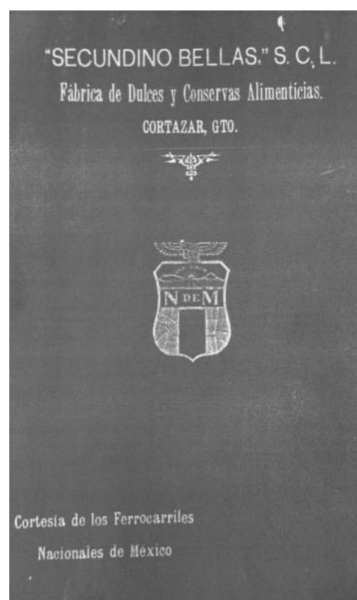 "SECUNDINO BELLAS," S. C. L.
Fábrica de Dulces y Conservas Alimenticias.
CORTAZAR, GTO.
N DE M
Cortesía de los Ferrocarriles
Nacionales de México